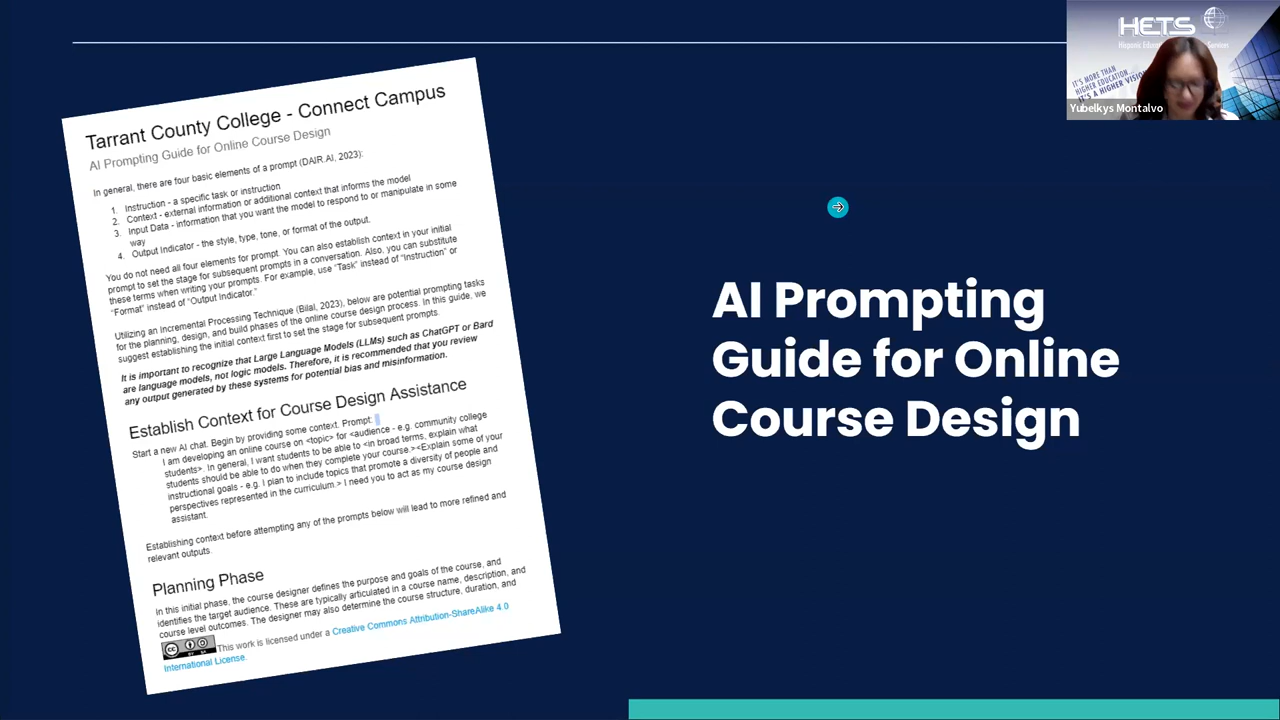 Tarrant County College - Connect Campus
AI Prompting Guide for Online Course Design
In general, there are four basic elements of a prompt (DAIR.AI, 2023):
1. Instruction - a specific task or instruction
2. Context - external information or additional context that informs the model
3. Input Data - information that you want the model to respond to or manipulate in some
way
4. Output Indicator - the style, type, tone, or format of the output.
You do not need all four elements for prompt. You can also establish context in your initial
prompt to set the stage for subsequent prompts in a conversation. Also, you can substitute
these terms when writing your prompts. For example, use "Task" instead of "Instruction" or
"Format" instead of "Output Indicator."
Utilizing an Incremental Processing Technique (Bilal, 2023), below are potential prompting tasks
for the planning, design, and build phases of the online course design process. In this guide, we
suggest establishing the initial context first to set the stage for subsequent prompts.
It is important to recognize that Large Language Models (LLMs) such as ChatGPT or Bard
are language models, not logic models. Therefore, it is recommended that you review
any output generated by these systems for potential bias and misinformation.
Establish Context for Course Design Assistance
Start a new AI chat. Begin by providing some context. Prompt:
I am developing an online course on <topic> for <audience - e.g. community college
students>. In general, I want students to be able to <in broad terms, explain what
students should be able to do when they complete your course.><Explain some of your
instructional goals - e.g. I plan to include topics that promote a diversity of people and
perspectives represented in the curriculum.> I need you to act as my course design
assistant.
Establishing context before attempting any of the prompts below will lead to more refined and
relevant outputs.
Planning Phase
In this initial phase, the course designer defines the purpose and goals of the course, and
identifies the target audience. These are typically articulated in a course name, description, and
course level outcomes. The designer may also determine the course structure, duration, and
This work is licensed under a Creative Commons Attribution-ShareAlike 4.0
International License.
AI Prompting
Guide for Online
Course Design
HETS
IT'S MORE THAN
HIGHER EDUCATION
IT'S A HIGHER VISION
Yubelkys Montalvo